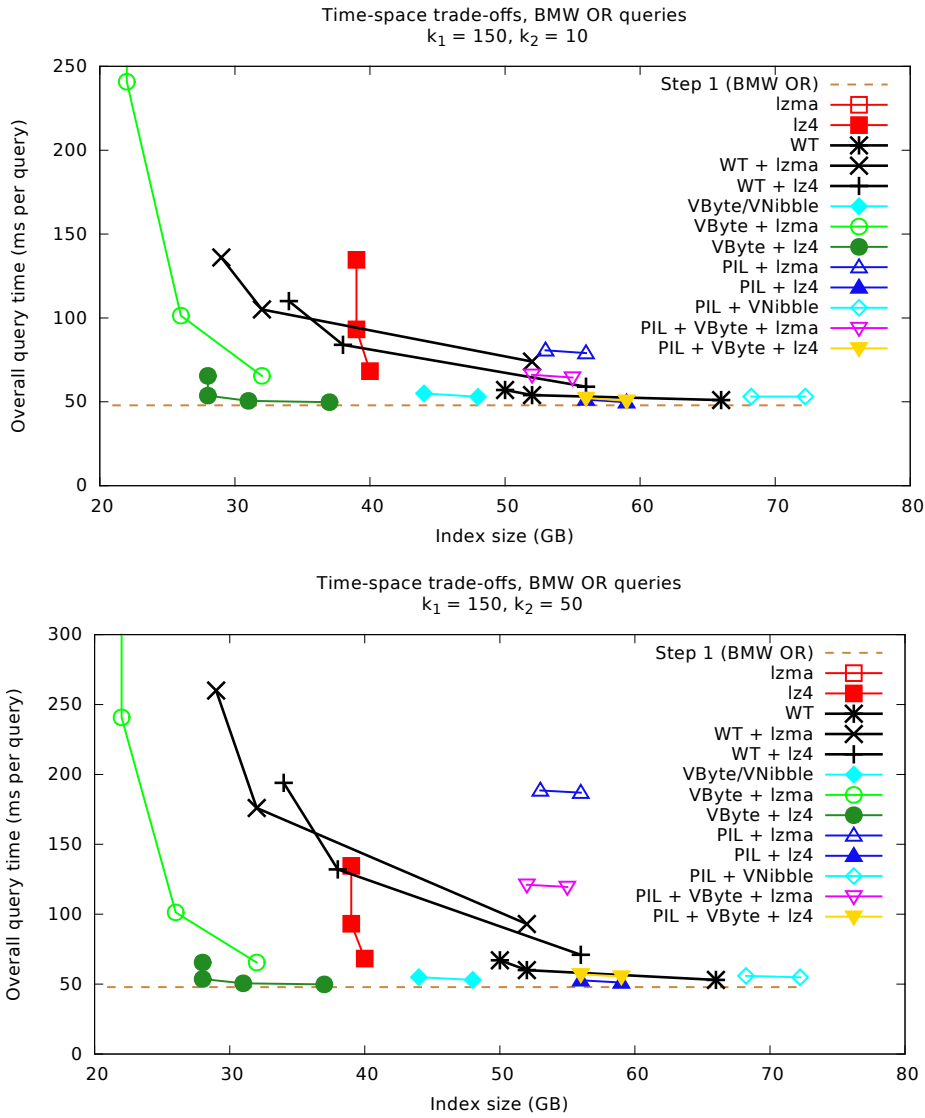 Time-space trade-offs, BMW OR queries
k1 = 150, k2 = 10
250
200
150
100
50
0
20
30
40
50
60
70
80
Overall query time (ms per query)
Index size (GB)
Step 1 (BMW OR)
lzma
lz4
WT
WT + lzma
WT + lz4
VByte/VNibble
VByte + lzma
VByte + lz4
PIL + lzma
PIL + lz4
PIL + VNibble
PIL + VByte + lzma
PIL + VByte + lz4
Time-space trade-offs, BMW OR queries
k1 = 150, k2 = 50
300
250
200
150
100
50
0
20
30
40
50
60
70
80
Overall query time (ms per query)
Index size (GB)
Step 1 (BMW OR)
lzma
lz4
WT
WT + lzma
WT + lz4
VByte/VNibble
VByte + lzma
VByte + lz4
PIL + lzma
PIL + lz4
PIL + VNibble
PIL + VByte + lzma
PIL + VByte + lz4